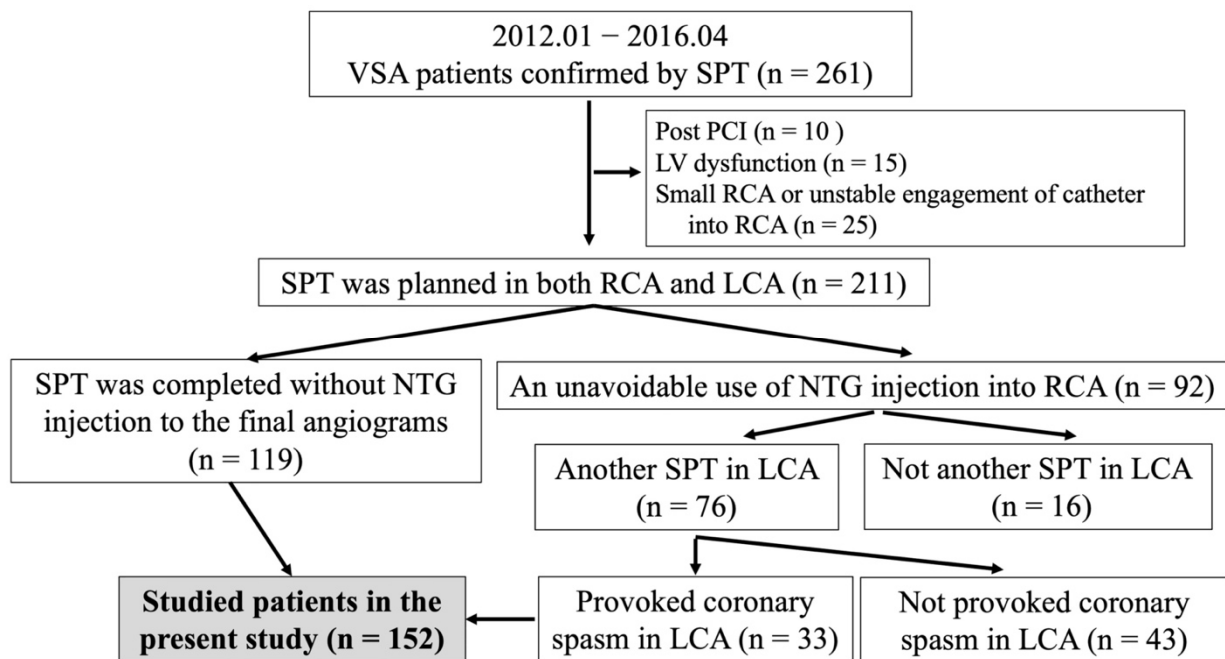 2012.01 − 2016.04
VSA patients confirmed by SPT (n = 261)
Post PCI (n = 10 )
LV dysfunction (n = 15)
Small RCA or unstable engagement of catheter
into RCA (n = 25)
SPT was planned in both RCA and LCA (n = 211)
SPT was completed without NTG
injection to the final angiograms
(n = 119)
An unavoidable use of NTG injection into RCA (n = 92)
Another SPT in LCA
(n = 76)
Not another SPT in LCA
(n = 16)
Studied patients in the
present study (n = 152)
Provoked coronary
spasm in LCA (n = 33)
Not provoked coronary
spasm in LCA (n = 43)